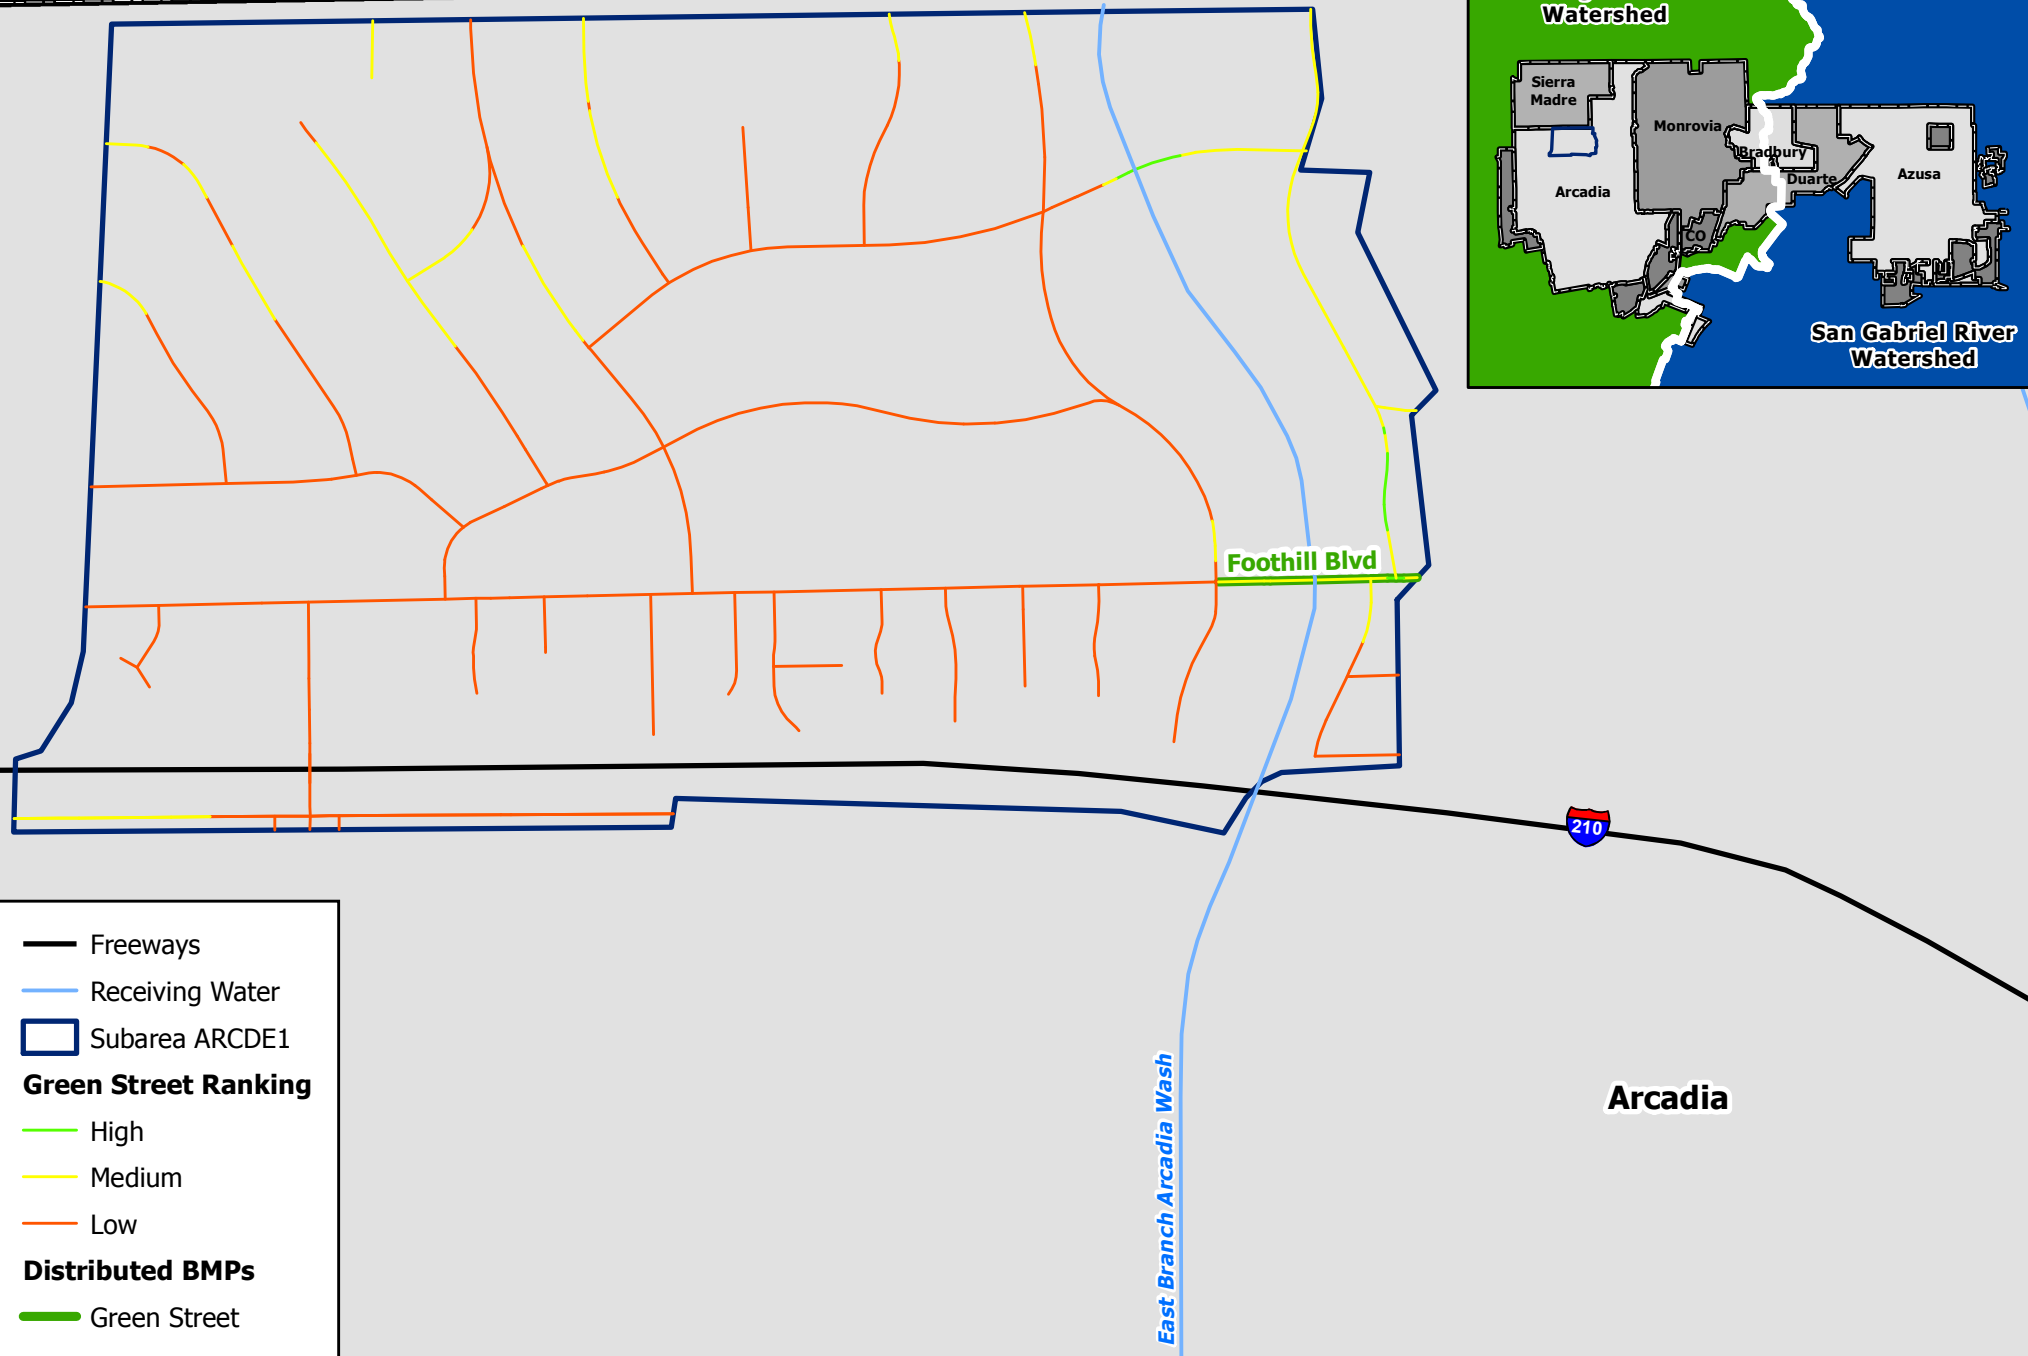 Watershed
Sierra
Madre
Monrovia
Bradbury
Duarte
Azusa
Arcadia
CO
San Gabriel River
Watershed
Foothill Blvd
210
Freeways
Receiving Water
Subarea ARCDE1
Green Street Ranking
High
Medium
Low
Distributed BMPs
Green Street
East Branch Arcadia Wash
Arcadia